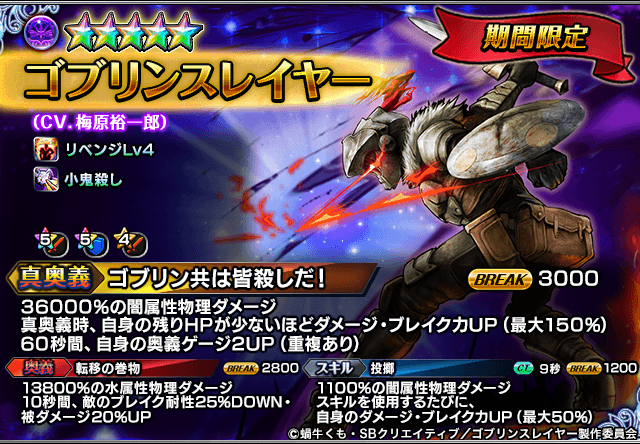 期間限定
ゴブリンスレイヤー
(CV.梅原裕一郎)
リベンジLv4
小鬼殺し
5 5 4
真奥義 ゴブリン共は皆殺しだ! BREAK 3000
36000%の闇属性物理ダメージ
真奥義時、自身の残りHPが少ないほどダメージ・ブレイク力UP(最大150%)
60秒間、自身の奥義ゲージ2UP(重複あり)
奥義 転移の巻物 BREAK 2800
13800%の水属性物理ダメージ
10秒間、敵のブレイク耐性25%DOWN・
被ダメージ20%UP
スキル 投擲 CT 9秒 BREAK 1200
1100%の闇属性物理ダメージ
スキルを使用するたびに、
自身のダメージ・ブレイク力UP(最大50%)
©蝸牛くも・SBクリエイティブ/ゴブリンスレイヤー製作委員会